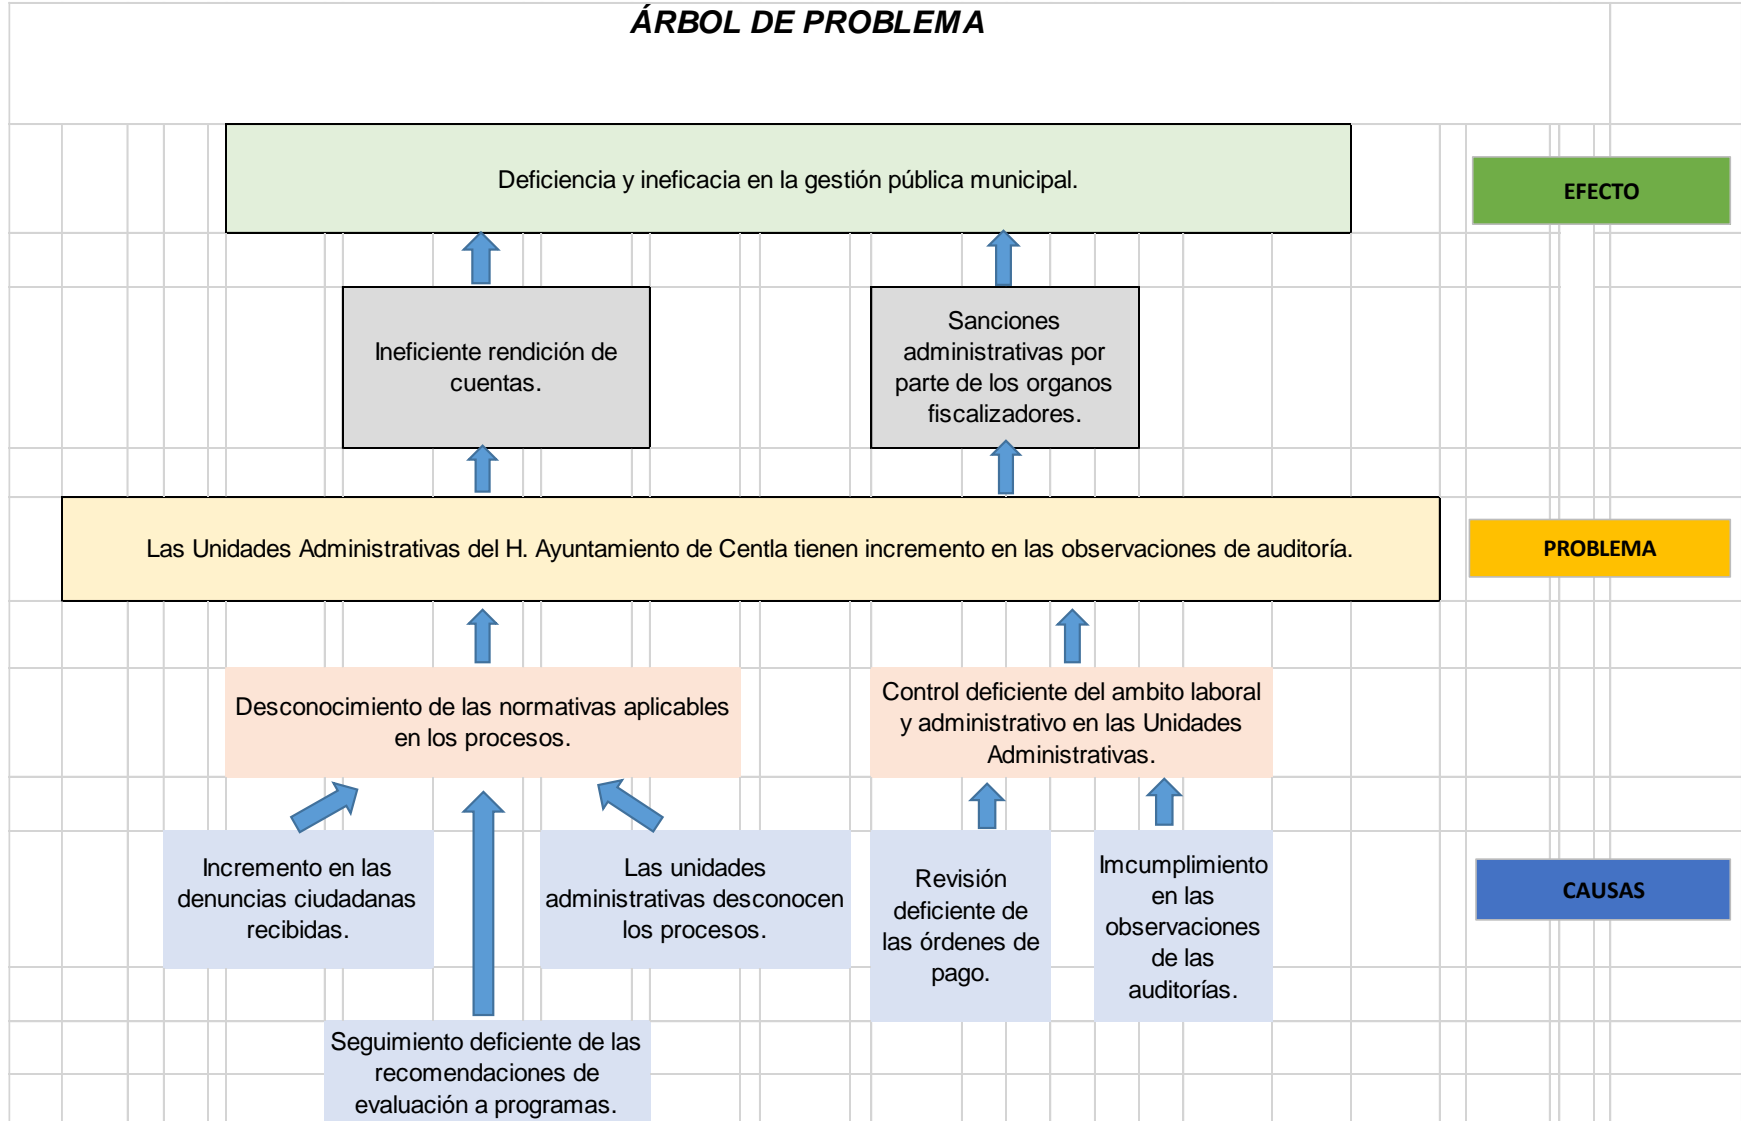 ÁRBOL DE PROBLEMA
Deficiencia y ineficacia en la gestión pública municipal.
EFECTO
Ineficiente rendición de
cuentas.
Sanciones
administrativas por
parte de los organos
fiscalizadores.
Las Unidades Administrativas del H. Ayuntamiento de Centla tienen incremento en las observaciones de auditoría.
PROBLEMA
Desconocimiento de las normativas aplicables
en los procesos.
Control deficiente del ambito laboral
y administrativo en las Unidades
Administrativas.
Incremento en las
denuncias ciudadanas
recibidas.
Las unidades
administrativas desconocen
los procesos.
Revisión
deficiente de
las órdenes de
pago.
Imcumplimiento
en las
observaciones
de las
auditorías.
CAUSAS
Seguimiento deficiente de las
recomendaciones de
evaluación a programas.